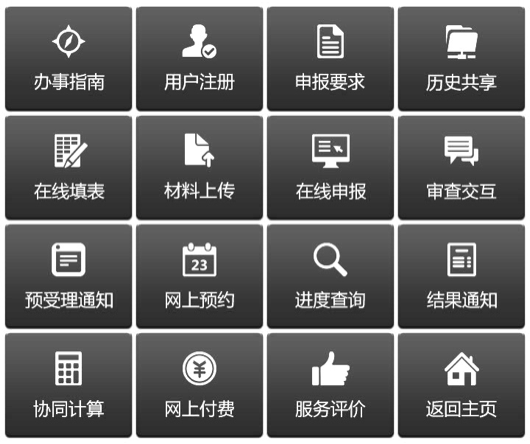 办事指南
用户注册
申报要求
历史共享
在线填表
材料上传
在线申报
审查交互
预受理通知
23
网上预约
进度查询
结果通知
协同计算
¥
网上付费
服务评价
返回主页